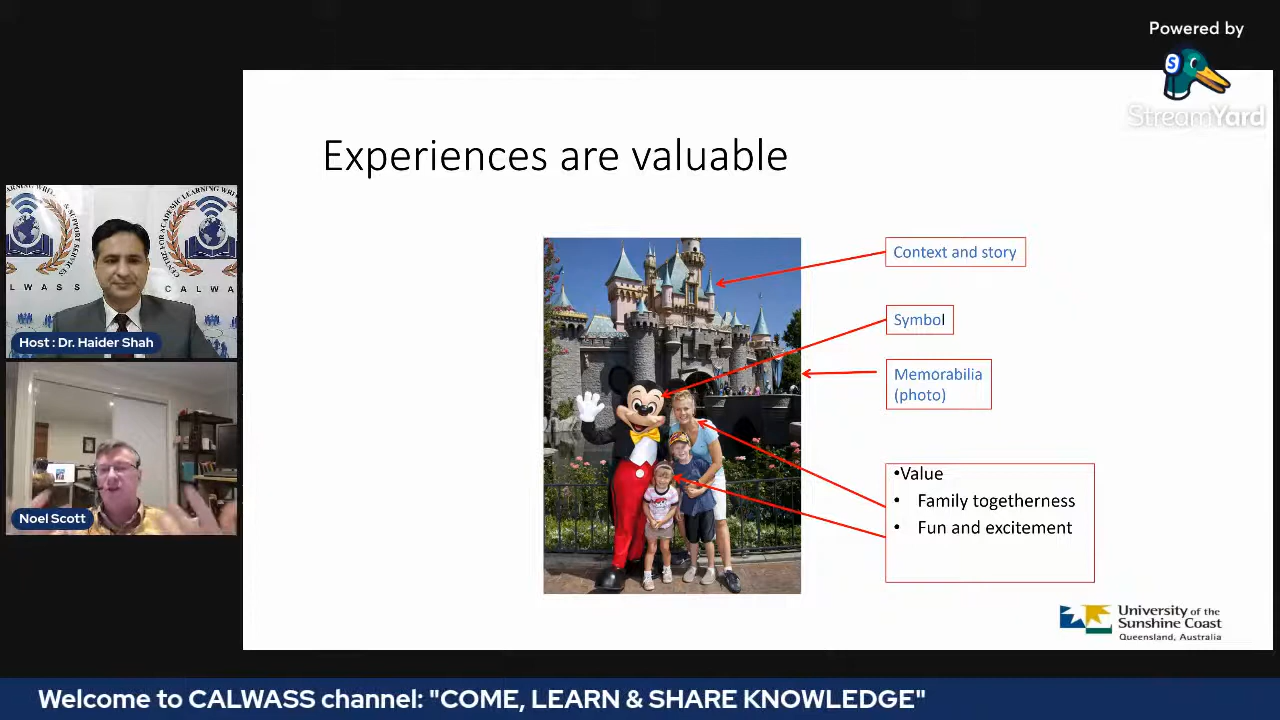 Powered by
StreamYard
Experiences are valuable
Context and story
Symbol
Memorabilia
(photo)
•Value
• Family togetherness
• Fun and excitement
University of the
Sunshine Coast
Queensland, Australia
CALWASS
CALWA
Host : Dr. Haider Shah
Noel Scott
Welcome to CALWASS channel: "COME, LEARN & SHARE KNOWLEDGE"